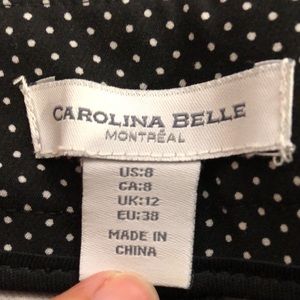 CAROLINA BELLE
MONTRÉAL
US:8
CA:8
UK:12
EU:38
MADE IN
CHINA